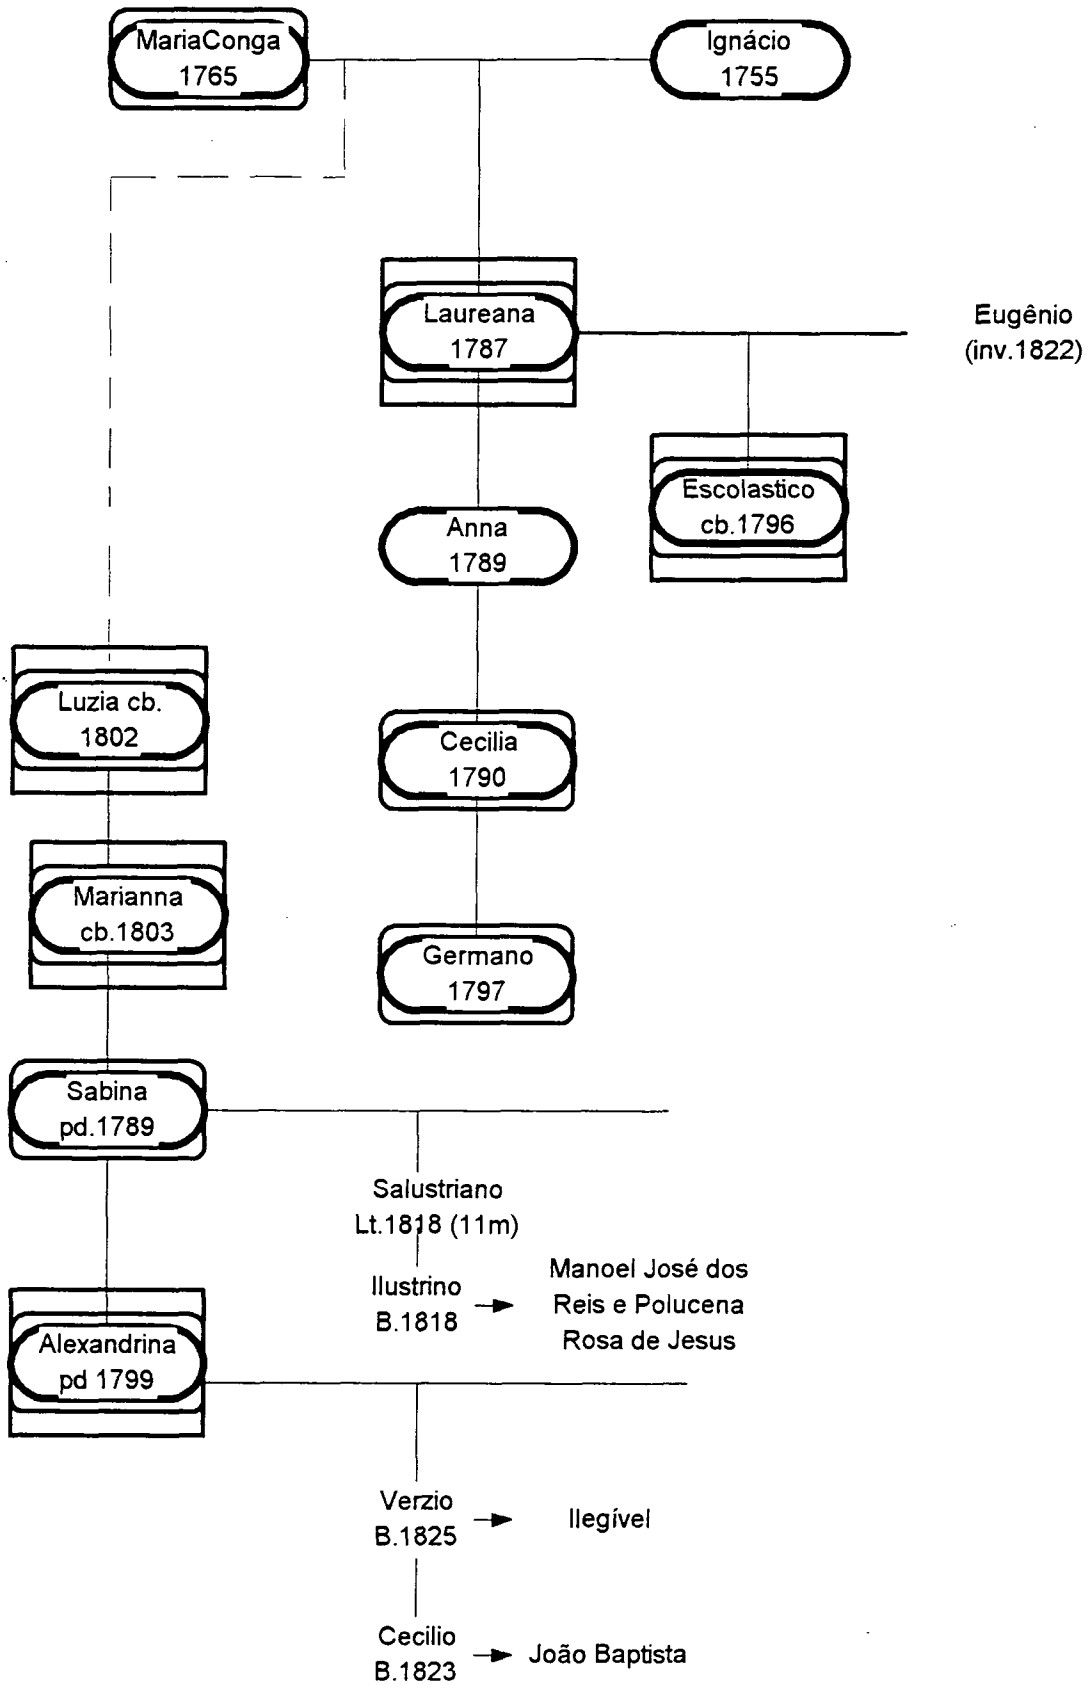 MariaConga
1765
Ignácio
1755
Laureana
1787
Eugênio
(inv.1822)
Escolastico
cb.1796
Anna
1789
Luzia cb.
1802
Cecilia
1790
Marianna
cb.1803
Germano
1797
Sabina
pd.1789
Salustriano
Lt.1818 (11m)
Ilustrino
B.1818
Manoel José dos
Reis e Polucena
Rosa de Jesus
Alexandrina
pd 1799
Verzio
B.1825
Ilegível
Cecilio
B.1823
João Baptista